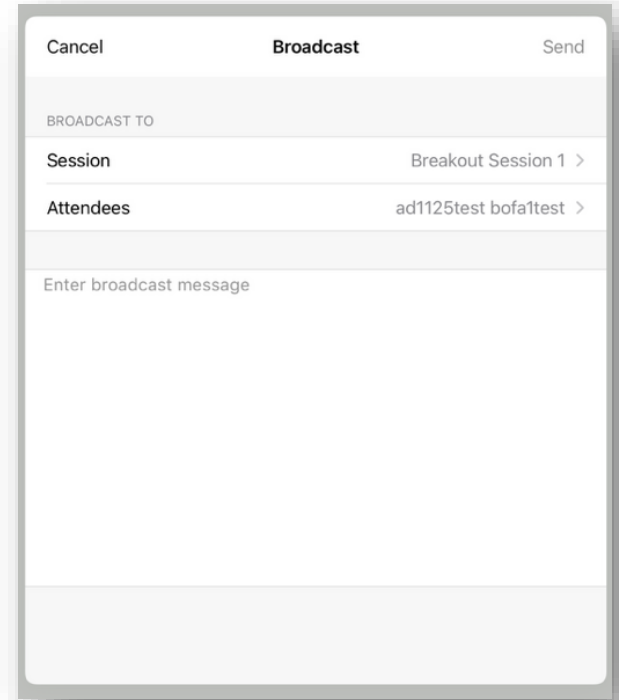 Cancel Broadcast Send
BROADCAST TO
Session Breakout Session 1 >
Attendees ad1125test bofa1test >
Enter broadcast message